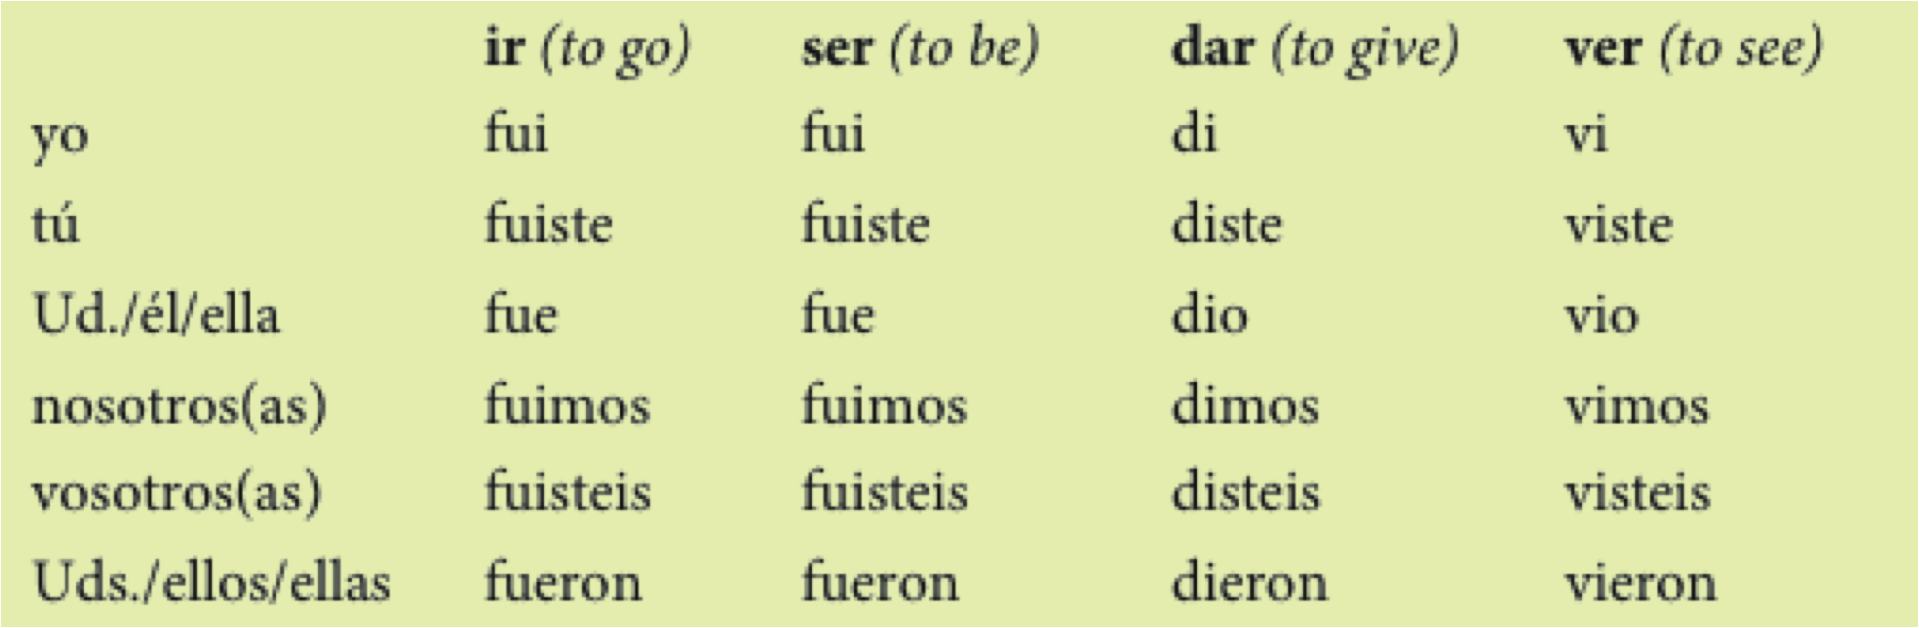 ir (to go) ser (to be) dar (to give) ver (to see)
yo fui fui di vi
tú fuiste fuiste diste viste
Ud./él/ella fue fue dio vio
nosotros(as) fuimos fuimos dimos vimos
vosotros(as) fuisteis fuisteis disteis visteis
Uds./ellos/ellas fueron fueron dieron vieron